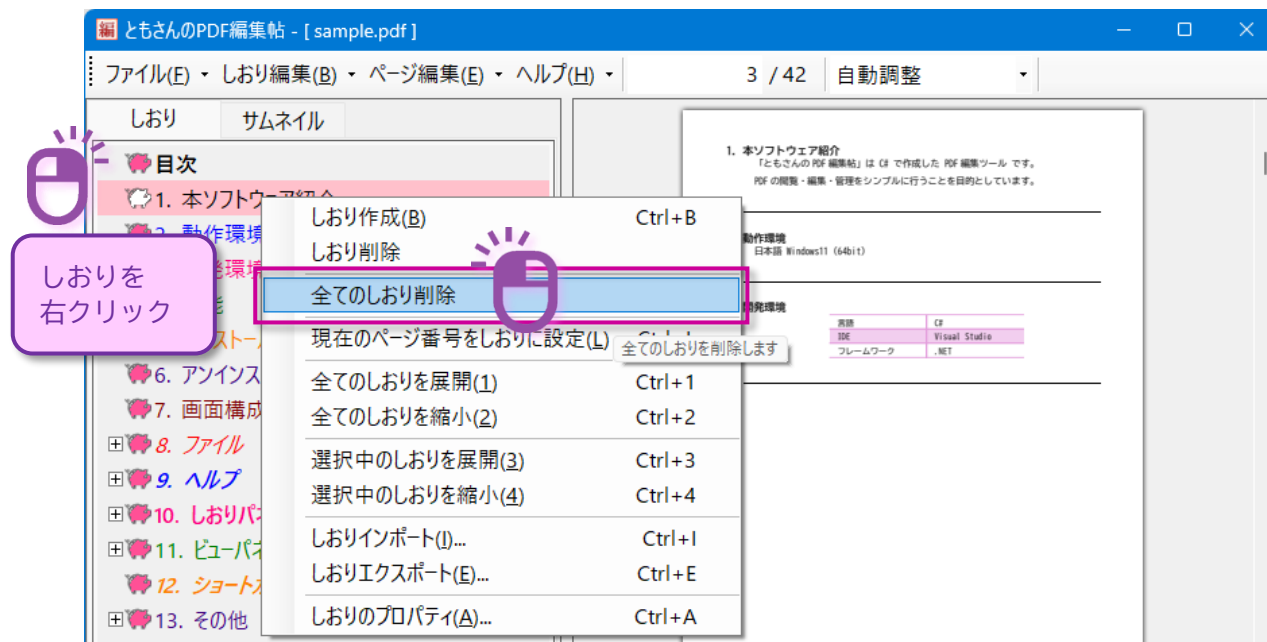 編 ともさんのPDF編集帖 - [ sample.pdf ]
ファイル(F) しおり編集(B) ページ編集(E) ヘルプ(H) 3 / 42 自動調整
しおり サムネイル
目次
1. 本ソフトウェア紹介
2. 動作環境
しおりを
右クリック
6. アンインス
7. 画面構成
8. ファイル
9. ヘルプ
10. しおりパネ
11. ビューパネ
12. ショートカ
13. その他
しおり作成(B) Ctrl+B
しおり削除
全てのしおり削除
現在のページ番号をしおりに設定(L)
全てのしおりを削除します
全てのしおりを展開(1) Ctrl+1
全てのしおりを縮小(2) Ctrl+2
選択中のしおりを展開(3) Ctrl+3
選択中のしおりを縮小(4) Ctrl+4
しおりインポート(I)... Ctrl+I
しおりエクスポート(E)... Ctrl+E
しおりのプロパティ(A)... Ctrl+A
1. 本ソフトウェア紹介
「ともさんの PDF 編集帖」は C# で作成した PDF 編集ツール です。
PDF の閲覧・編集・管理をシンプルに行うことを目的としています。
動作環境
日本語 Windows11 (64bit)
開発環境
言語 C#
IDE Visual Studio
フレームワーク .NET